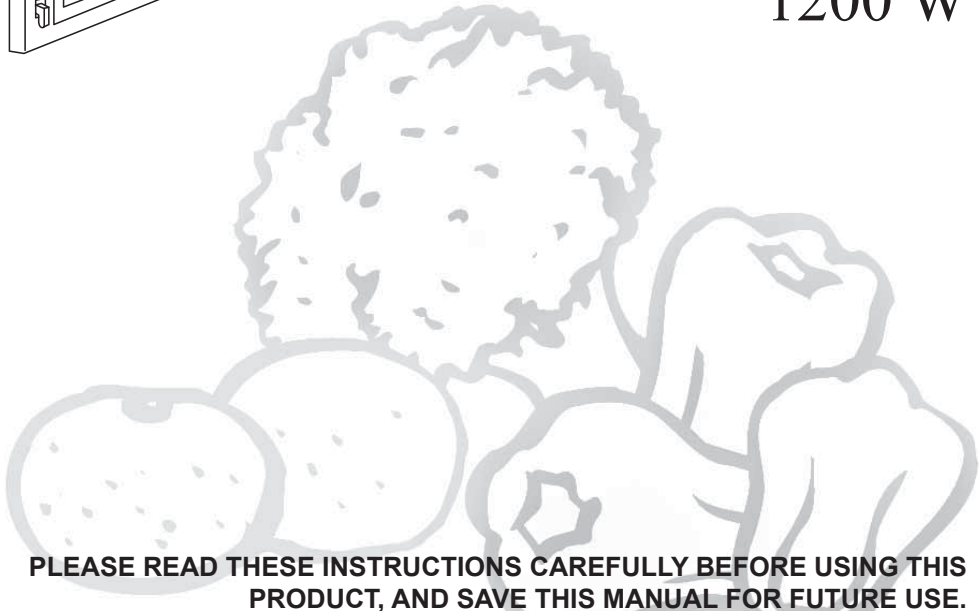 1200 W
PLEASE READ THESE INSTRUCTIONS CAREFULLY BEFORE USING THIS
PRODUCT, AND SAVE THIS MANUAL FOR FUTURE USE.